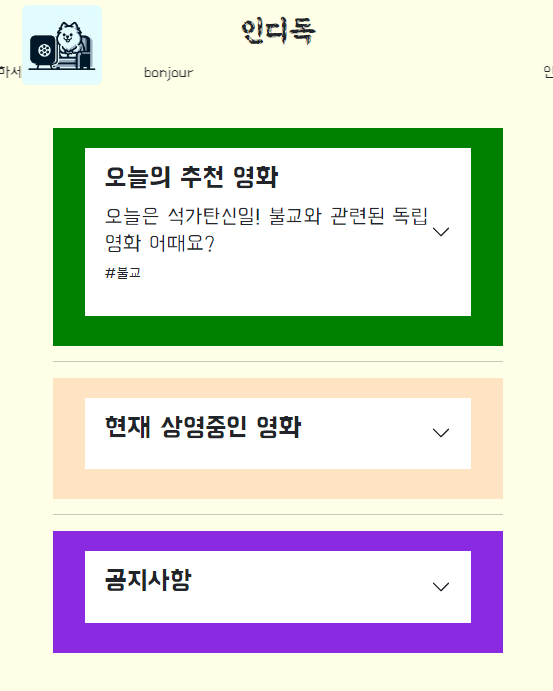 인디독
하서
bonjour
인
오늘의 추천 영화
오늘은 석가탄신일! 불교와 관련된 독립
영화 어때요?
#불교
현재 상영중인 영화
공지사항